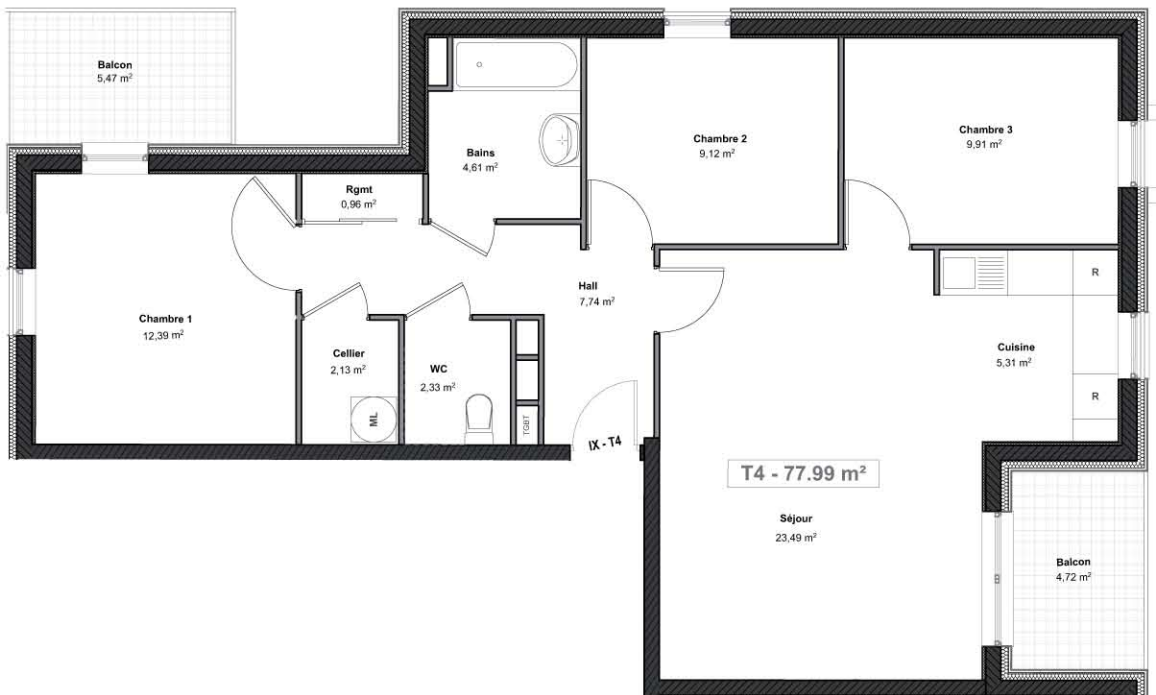 Balcon
5,47 m²
Bains
4,61 m²
Chambre 2
9,12 m²
Chambre 3
9,91 m²
Rgmt
0,96 m²
Hall
7,74 m²
R
Chambre 1
12,39 m²
Cellier
2,13 m²
WC
2,33 m²
Cuisine
5,31 m²
R
ML
TGBT
IX - T4
T4 - 77.99 m²
Séjour
23,49 m²
Balcon
4,72 m²